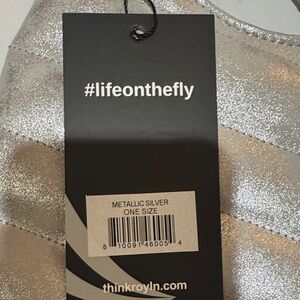 #lifeonthefly
METALLIC SILVER
ONE SIZE
8 10091 46005 4
thinkroyln.com